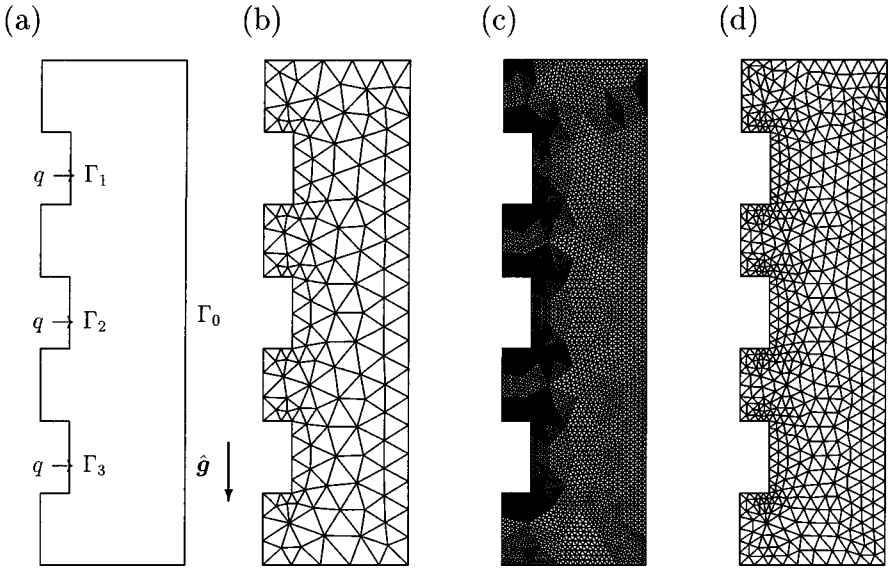 (a) (b) (c) (d)
q → Γ₁
q → Γ₂ Γ₀
q → Γ₃ ĝ